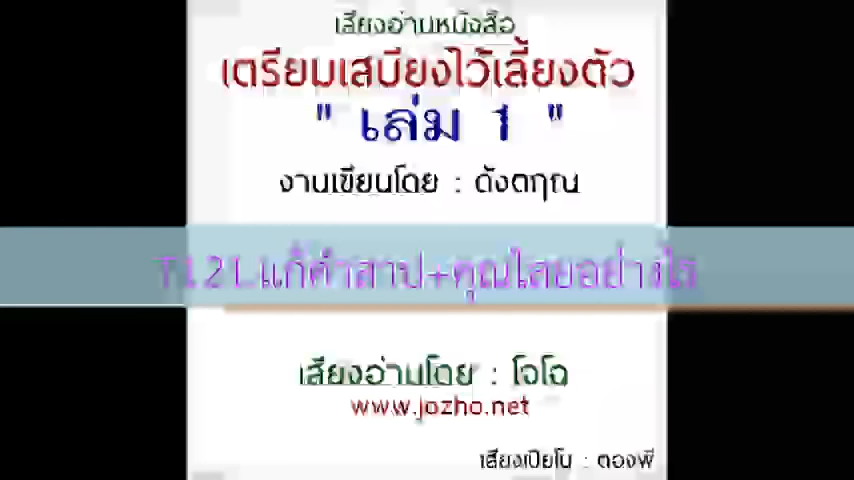 เสียงอ่านหนังสือ
เตรียมเสบียงไว้เลี้ยงตัว
" เล่ม 1 "
งานเขียนโดย : ดังตฤณ
T121.แก้คำสาป+คุณไสยอย่างไร
เสียงอ่านโดย : โจโฉ
www.jozho.net
เสียงเปียโน : ตองพี